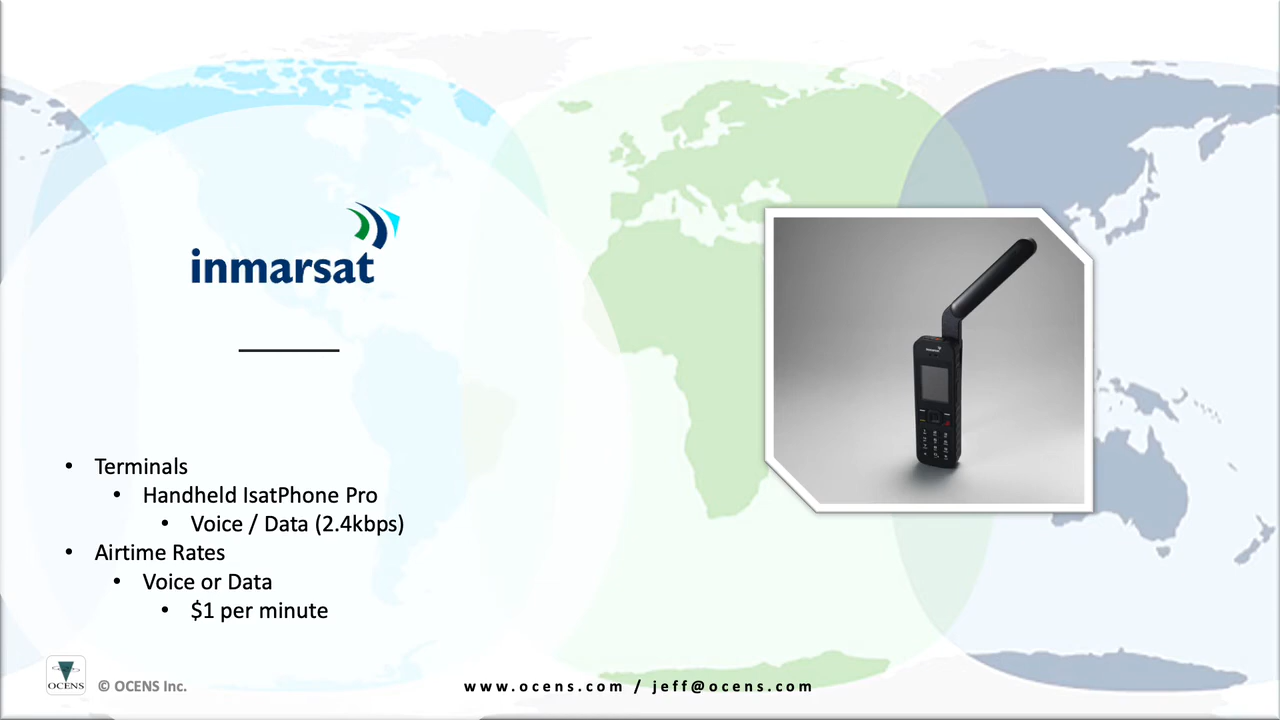 inmarsat
• Terminals
• Handheld IsatPhone Pro
• Voice / Data (2.4kbps)
• Airtime Rates
• Voice or Data
• $1 per minute
OCENS
© OCENS Inc.
www.ocens.com / jeff@ocens.com